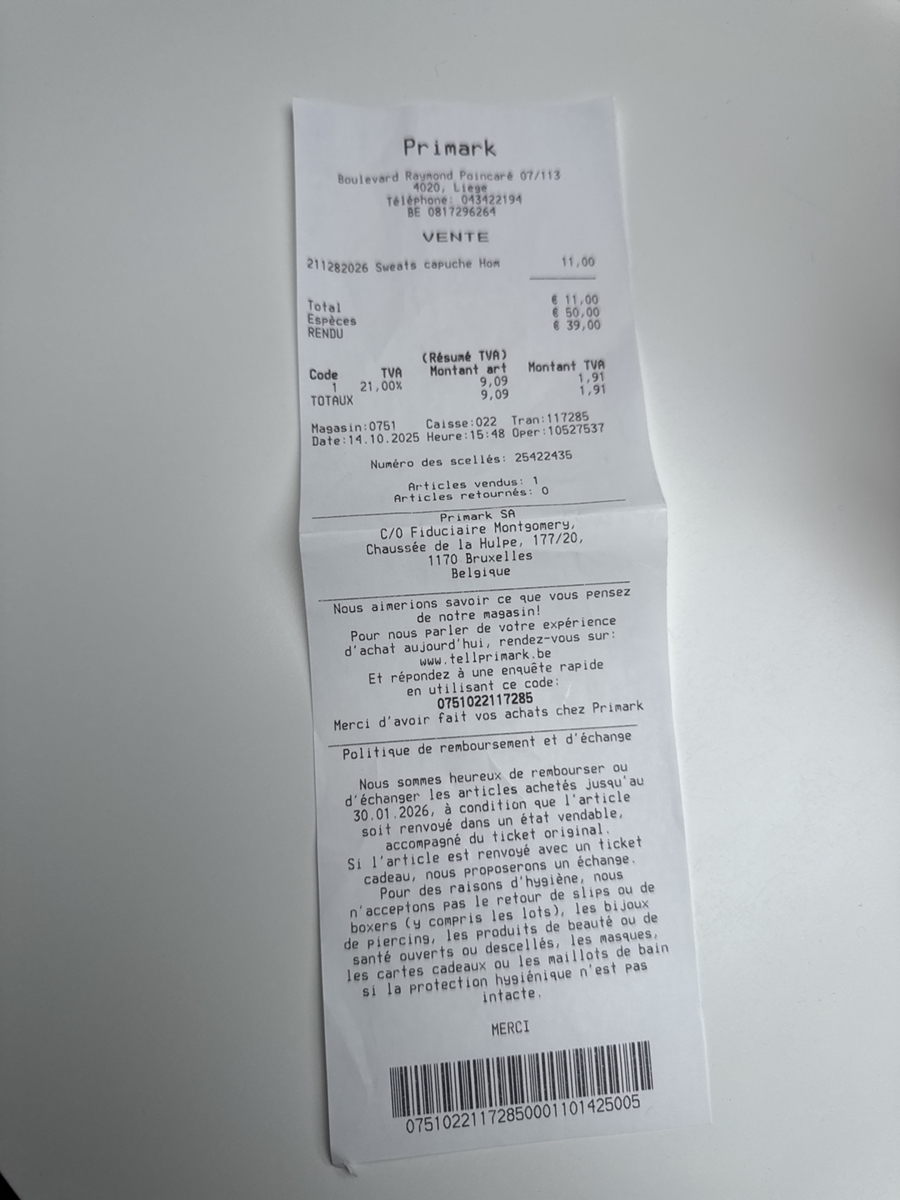 Primark
Boulevard Raymond Poincaré 07/113
4020, Liege
Téléphone: 043422194
BE 0817296264
VENTE
211282026 Sweats capuche Hom 11,00
Total € 11,00
Espèces € 50,00
RENDU € 39,00
(Résumé TVA)
Code TVA Montant art Montant TVA
1 21,00% 9,09 1,91
TOTAUX 9,09 1,91
Magasin:0751 Caisse:022 Tran:117285
Date:14.10.2025 Heure:15:48 Oper:10527537
Numéro des scellés: 25422435
Articles vendus: 1
Articles retournés: 0
Primark SA
C/O Fiduciaire Montgomery,
Chaussée de la Hulpe, 177/20,
1170 Bruxelles
Belgique
Nous aimerions savoir ce que vous pensez
de notre magasin!
Pour nous parler de votre expérience
d'achat aujourd'hui, rendez-vous sur:
www.tellprimark.be
Et répondez à une enquête rapide
en utilisant ce code:
0751022117285
Merci d'avoir fait vos achats chez Primark
Politique de remboursement et d'échange
Nous sommes heureux de rembourser ou
d'échanger les articles achetés jusqu'au
30.01.2026, à condition que l'article
soit renvoyé dans un état vendable,
accompagné du ticket original.
Si l'article est renvoyé avec un ticket
cadeau, nous proposerons un échange.
Pour des raisons d'hygiène, nous
n'acceptons pas le retour de slips ou de
boxers (y compris les lots), les bijoux
de piercing, les produits de beauté ou de
santé ouverts ou descellés, les masques,
les cartes cadeaux ou les maillots de bain
si la protection hygiénique n'est pas
intacte.
MERCI
07510221172850001101425005